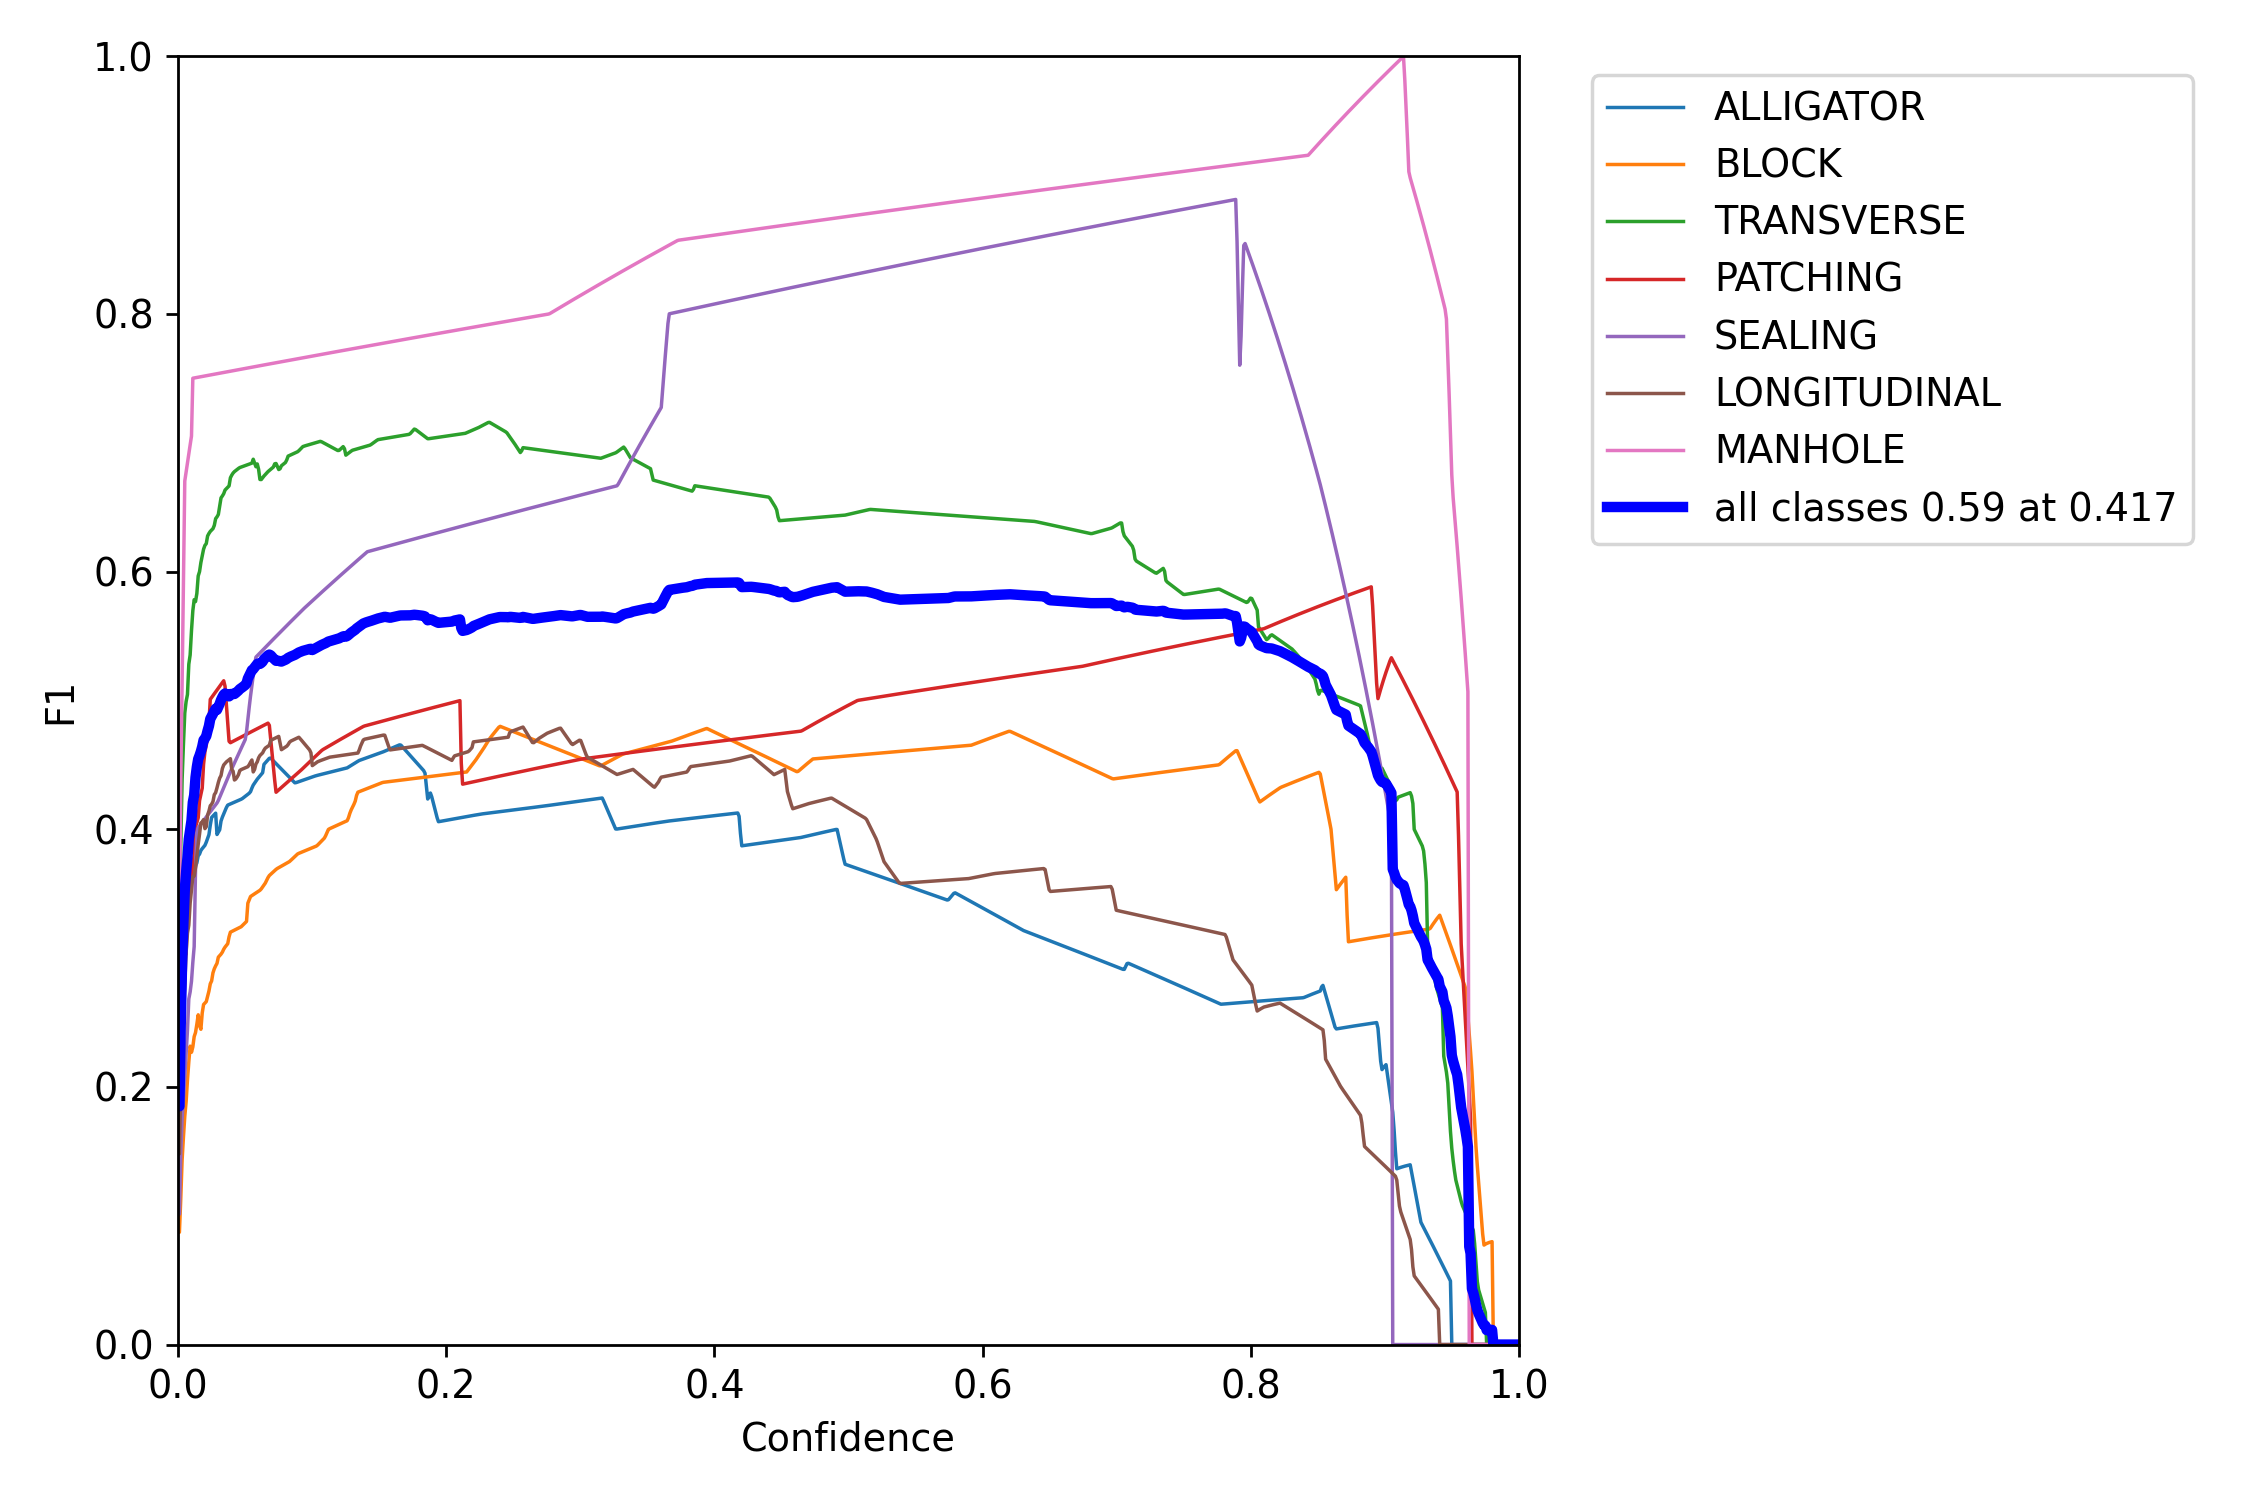 1.0
0.8
0.6
0.4
0.2
0.0
F1
0.0 0.2 0.4 0.6 0.8 1.0
Confidence
ALLIGATOR
BLOCK
TRANSVERSE
PATCHING
SEALING
LONGITUDINAL
MANHOLE
all classes 0.59 at 0.417